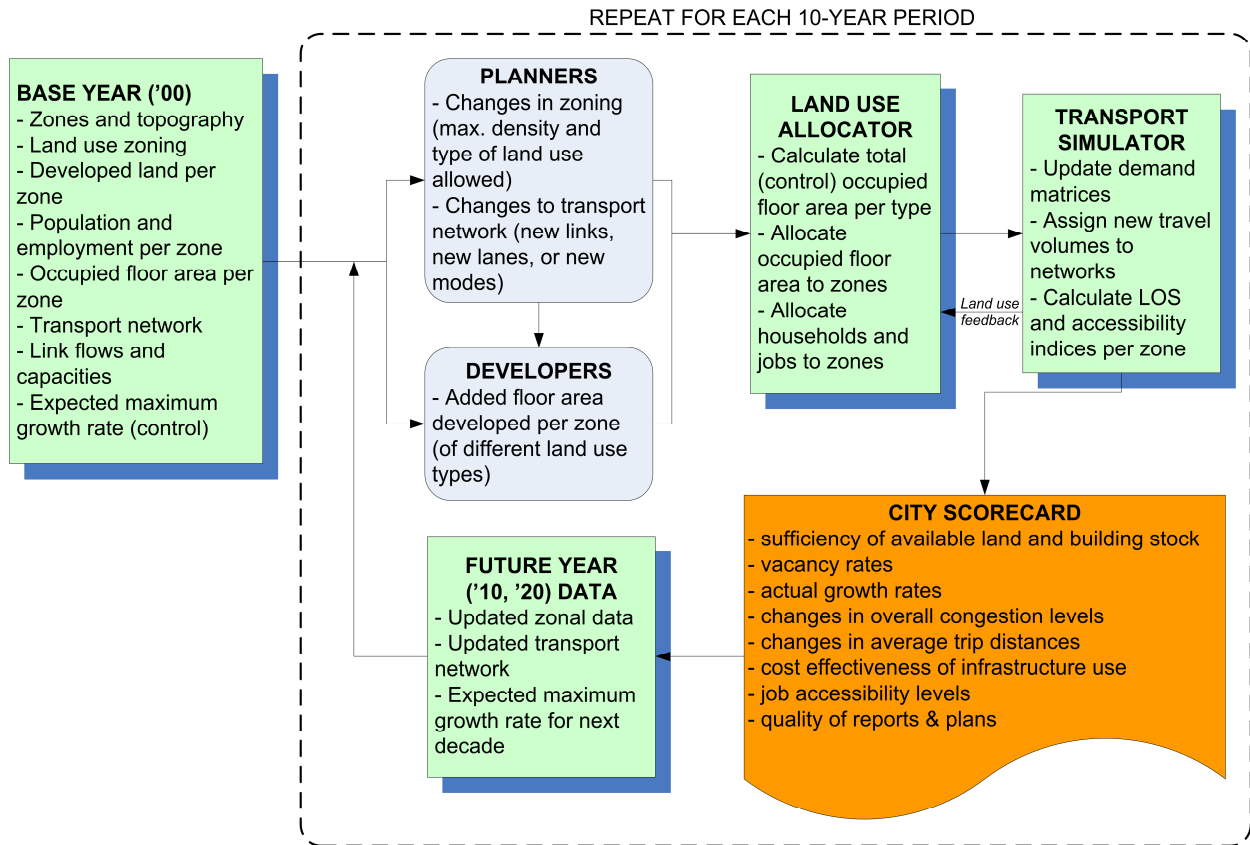 REPEAT FOR EACH 10-YEAR PERIOD
BASE YEAR (’00)
- Zones and topography
- Land use zoning
- Developed land per
zone
- Population and
employment per zone
- Occupied floor area per
zone
- Transport network
- Link flows and
capacities
- Expected maximum
growth rate (control)
PLANNERS
- Changes in zoning
(max. density and
type of land use
allowed)
- Changes to transport
network (new links,
new lanes, or new
modes)
DEVELOPERS
- Added floor area
developed per zone
(of different land use
types)
LAND USE
ALLOCATOR
- Calculate total
(control) occupied
floor area per type
- Allocate
occupied floor
area to zones
- Allocate
households and
jobs to zones
TRANSPORT
SIMULATOR
- Update demand
matrices
- Assign new travel
volumes to
networks
- Calculate LOS
and accessibility
indices per zone
Land use
feedback
CITY SCORECARD
- sufficiency of available land and building stock
- vacancy rates
- actual growth rates
- changes in overall congestion levels
- changes in average trip distances
- cost effectiveness of infrastructure use
- job accessibility levels
- quality of reports & plans
FUTURE YEAR
(’10, ’20) DATA
- Updated zonal data
- Updated transport
network
- Expected maximum
growth rate for next
decade